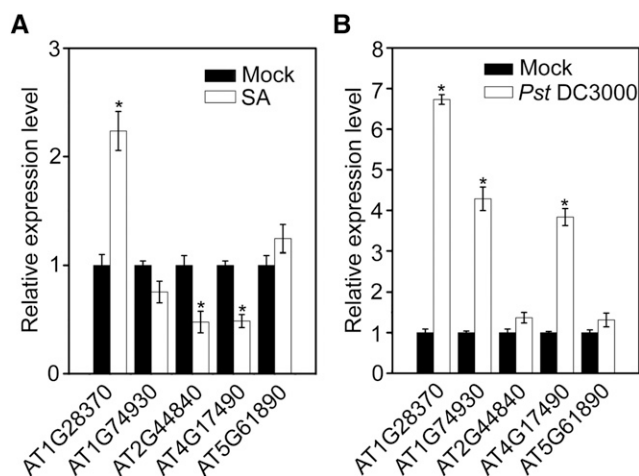 A
Relative expression level
3
2
1
0
Mock
SA
*
*
*
AT1G28370
AT1G74930
AT2G44840
AT4G17490
AT5G61890
B
Relative expression level
8
7
6
5
4
3
2
1
0
Mock
Pst DC3000
*
*
*
AT1G28370
AT1G74930
AT2G44840
AT4G17490
AT5G61890